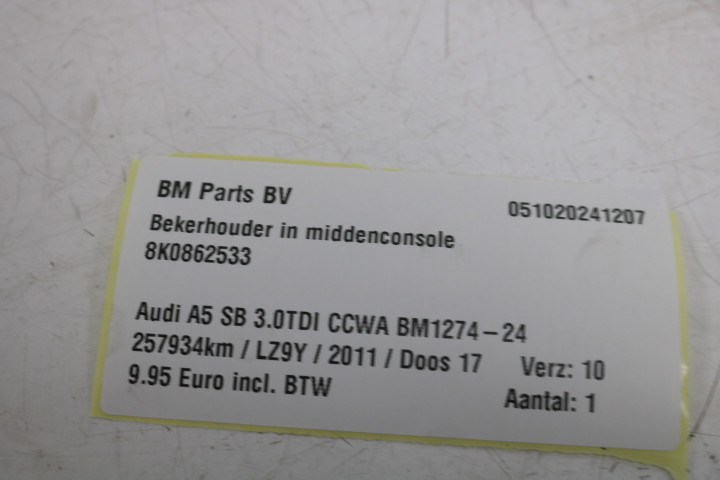 BM Parts BV
051020241207
Bekerhouder in middenconsole
8K0862533
Audi A5 SB 3.0TDI CCWA BM1274-24
257934km / LZ9Y / 2011 / Doos 17 Verz: 10
9.95 Euro incl. BTW Aantal: 1